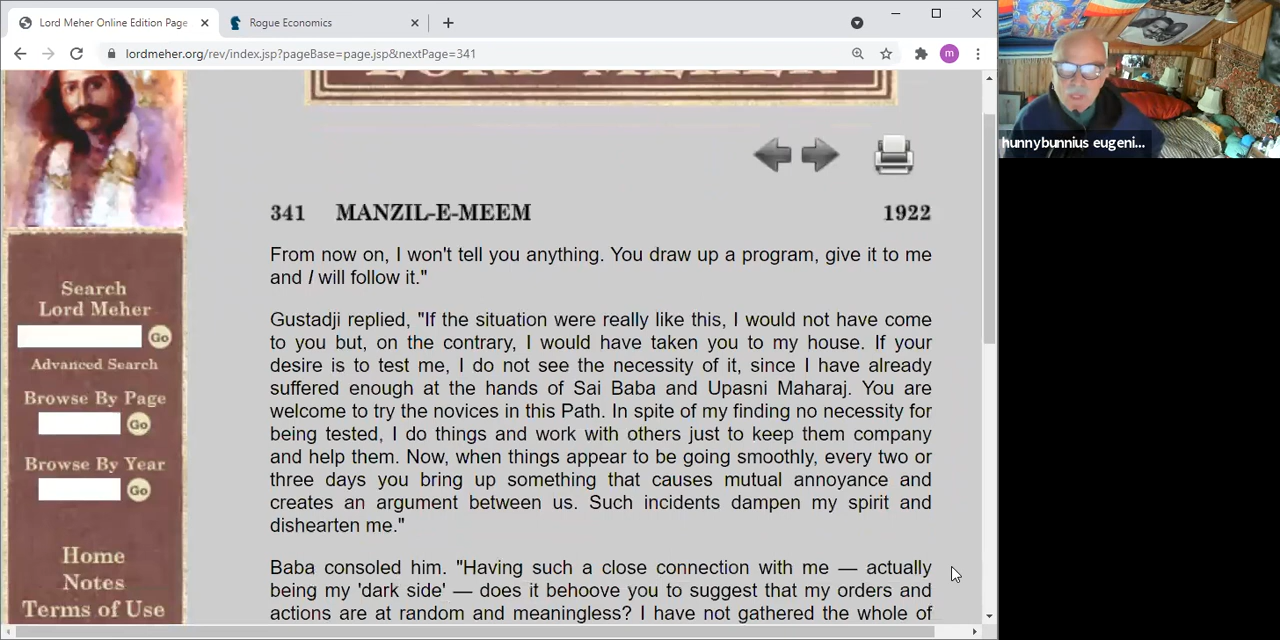 Lord Meher Online Edition Page
Rogue Economics
lordmeher.org/rev/index.jsp?pageBase=page.jsp&nextPage=341
m
LORD MEHER
hunnybunnius eugeni...
341 MANZIL-E-MEEM 1922
From now on, I won't tell you anything. You draw up a program, give it to me
and I will follow it."
Gustadji replied, "If the situation were really like this, I would not have come
to you but, on the contrary, I would have taken you to my house. If your
desire is to test me, I do not see the necessity of it, since I have already
suffered enough at the hands of Sai Baba and Upasni Maharaj. You are
welcome to try the novices in this Path. In spite of my finding no necessity for
being tested, I do things and work with others just to keep them company
and help them. Now, when things appear to be going smoothly, every two or
three days you bring up something that causes mutual annoyance and
creates an argument between us. Such incidents dampen my spirit and
dishearten me."
Baba consoled him. "Having such a close connection with me — actually
being my 'dark side' — does it behoove you to suggest that my orders and
actions are at random and meaningless? I have not gathered the whole of
Search
Lord Meher
Go
Advanced Search
Browse By Page
Go
Browse By Year
Go
Home
Notes
Terms of Use